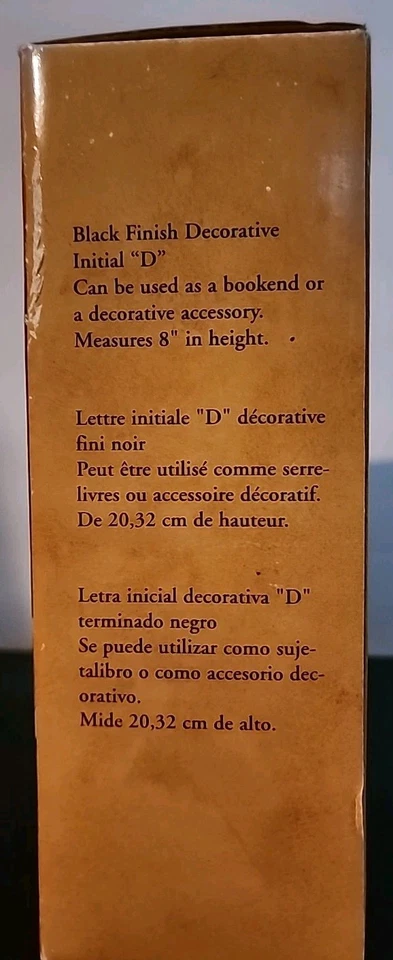 Black Finish Decorative
Initial “D”
Can be used as a bookend or
a decorative accessory.
Measures 8" in height.
Lettre initiale "D" décorative
fini noir
Peut être utilisé comme serre-
livres ou accessoire décoratif.
De 20,32 cm de hauteur.
Letra inicial decorativa "D"
terminado negro
Se puede utilizar como suje-
talibro o como accesorio dec-
orativo.
Mide 20,32 cm de alto.